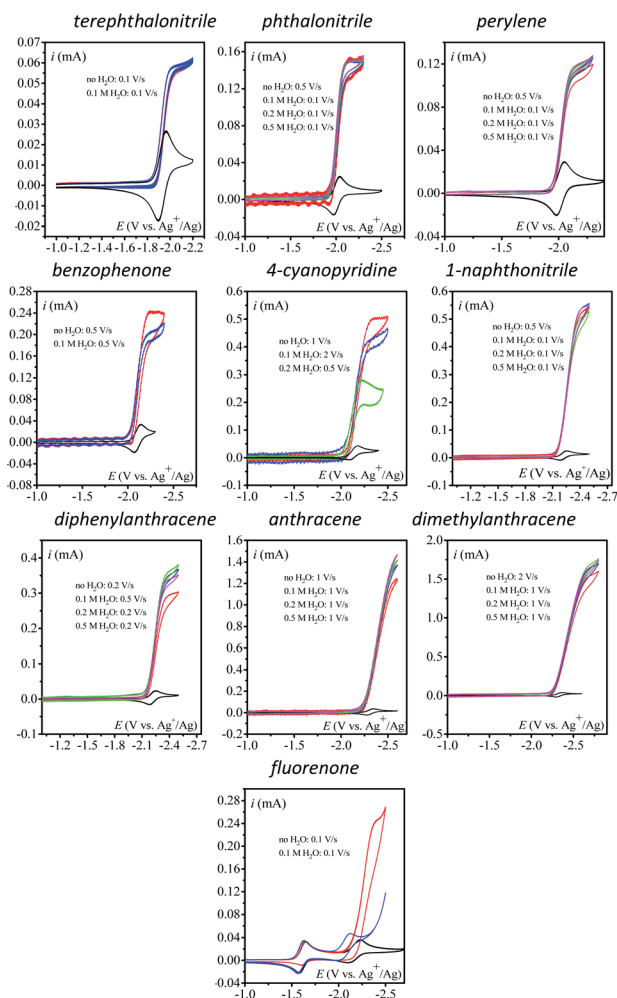 terephthalonitrile
phthalonitrile
perylene
0.07
0.06
0.05
0.04
0.03
0.02
0.01
0.00
-0.01
-0.02
i (mA)
no H2O: 0.1 V/s
0.1 M H2O: 0.1 V/s
E (V vs. Ag+/Ag)
-1.0 -1.2 -1.4 -1.6 -1.8 -2.0 -2.2
0.16
0.12
0.08
0.04
0.00
-0.04
i (mA)
no H2O: 0.5 V/s
0.1 M H2O: 0.1 V/s
0.2 M H2O: 0.1 V/s
0.5 M H2O: 0.1 V/s
E (V vs. Ag+/Ag)
-1.0 -1.5 -2.0 -2.5
0.12
0.08
0.04
0.00
-0.04
i (mA)
no H2O: 0.5 V/s
0.1 M H2O: 0.1 V/s
0.2 M H2O: 0.1 V/s
0.5 M H2O: 0.1 V/s
E (V vs. Ag+/Ag)
-1.0 -1.5 -2.0
benzophenone
4-cyanopyridine
1-naphthonitrile
0.28
0.24
0.20
0.16
0.12
0.08
0.04
0.00
-0.04
-0.08
i (mA)
no H2O: 0.5 V/s
0.1 M H2O: 0.5 V/s
E (V vs. Ag+/Ag)
-1.0 -1.5 -2.0 -2.5
0.6
0.5
0.4
0.3
0.2
0.1
0.0
-0.1
i (mA)
no H2O: 1 V/s
0.1 M H2O: 2 V/s
0.2 M H2O: 0.5 V/s
E (V vs. Ag+/Ag)
-1.0 -1.5 -2.0 -2.5
0.6
0.5
0.4
0.3
0.2
0.1
0.0
-0.1
i (mA)
no H2O: 0.5 V/s
0.1 M H2O: 0.1 V/s
0.2 M H2O: 0.1 V/s
0.5 M H2O: 0.1 V/s
E (V vs. Ag+/Ag)
-1.2 -1.5 -1.8 -2.1 -2.4 -2.7
diphenylanthracene
anthracene
dimethylanthracene
0.4
0.3
0.2
0.1
0.0
-0.1
i (mA)
no H2O: 0.2 V/s
0.1 M H2O: 0.5 V/s
0.2 M H2O: 0.2 V/s
0.5 M H2O: 0.2 V/s
E (V vs. Ag+/Ag)
-1.2 -1.5 -1.8 -2.1 -2.4 -2.7
1.6
1.4
1.2
1.0
0.8
0.6
0.4
0.2
0.0
-0.2
i (mA)
no H2O: 1 V/s
0.1 M H2O: 1 V/s
0.2 M H2O: 1 V/s
0.5 M H2O: 1 V/s
E (V vs. Ag+/Ag)
-1.0 -1.5 -2.0 -2.5
2.0
1.5
1.0
0.5
0.0
-0.5
i (mA)
no H2O: 2 V/s
0.1 M H2O: 1 V/s
0.2 M H2O: 1 V/s
0.5 M H2O: 1 V/s
E (V vs. Ag+/Ag)
-1.0 -1.5 -2.0 -2.5
fluorenone
0.28
0.24
0.20
0.16
0.12
0.08
0.04
0.00
-0.04
i (mA)
no H2O: 0.1 V/s
0.1 M H2O: 0.1 V/s
E (V vs. Ag+/Ag)
-1.0 -1.5 -2.0 -2.5